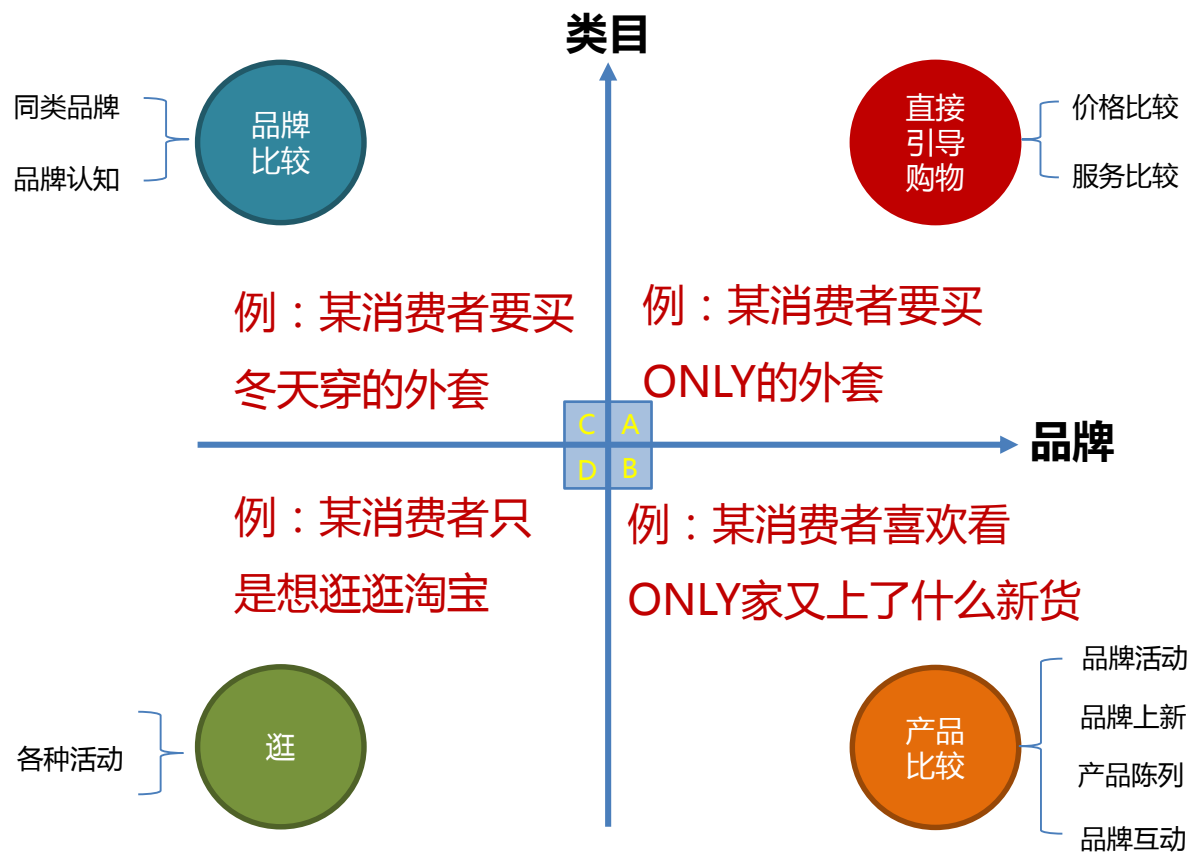 类目
同类品牌
品牌认知
品牌
比较
直接
引导
购物
价格比较
服务比较
例：某消费者要买
冬天穿的外套
例：某消费者要买
ONLY的外套
C
A
D
B
品牌
例：某消费者只
是想逛逛淘宝
例：某消费者喜欢看
ONLY家又上了什么新货
各种活动
逛
产品
比较
品牌活动
品牌上新
产品陈列
品牌互动